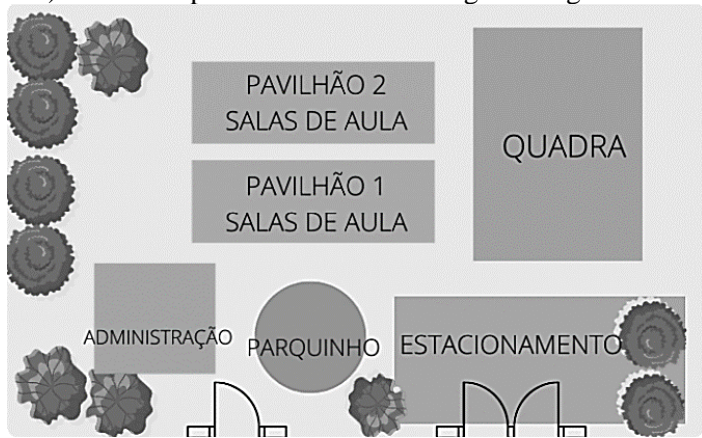 PAVILHÃO 2
SALAS DE AULA
QUADRA
PAVILHÃO 1
SALAS DE AULA
ADMINISTRAÇÃO
PARQUINHO
ESTACIONAMENTO